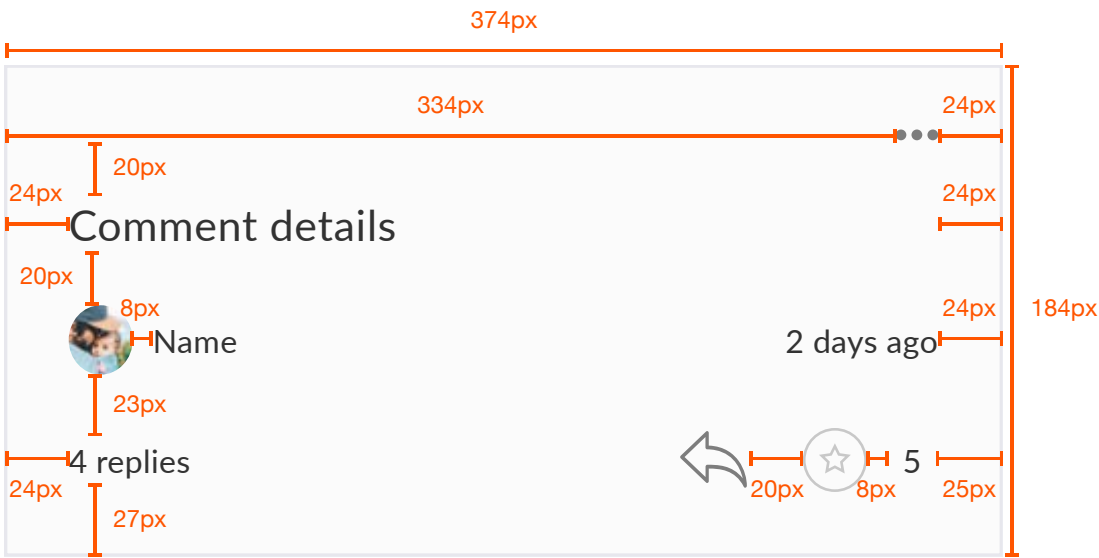 374px
334px 24px
20px
24px 24px
Comment details
20px
8px 24px 184px
Name 2 days ago
23px
4 replies 5
24px 20px 8px 25px
27px